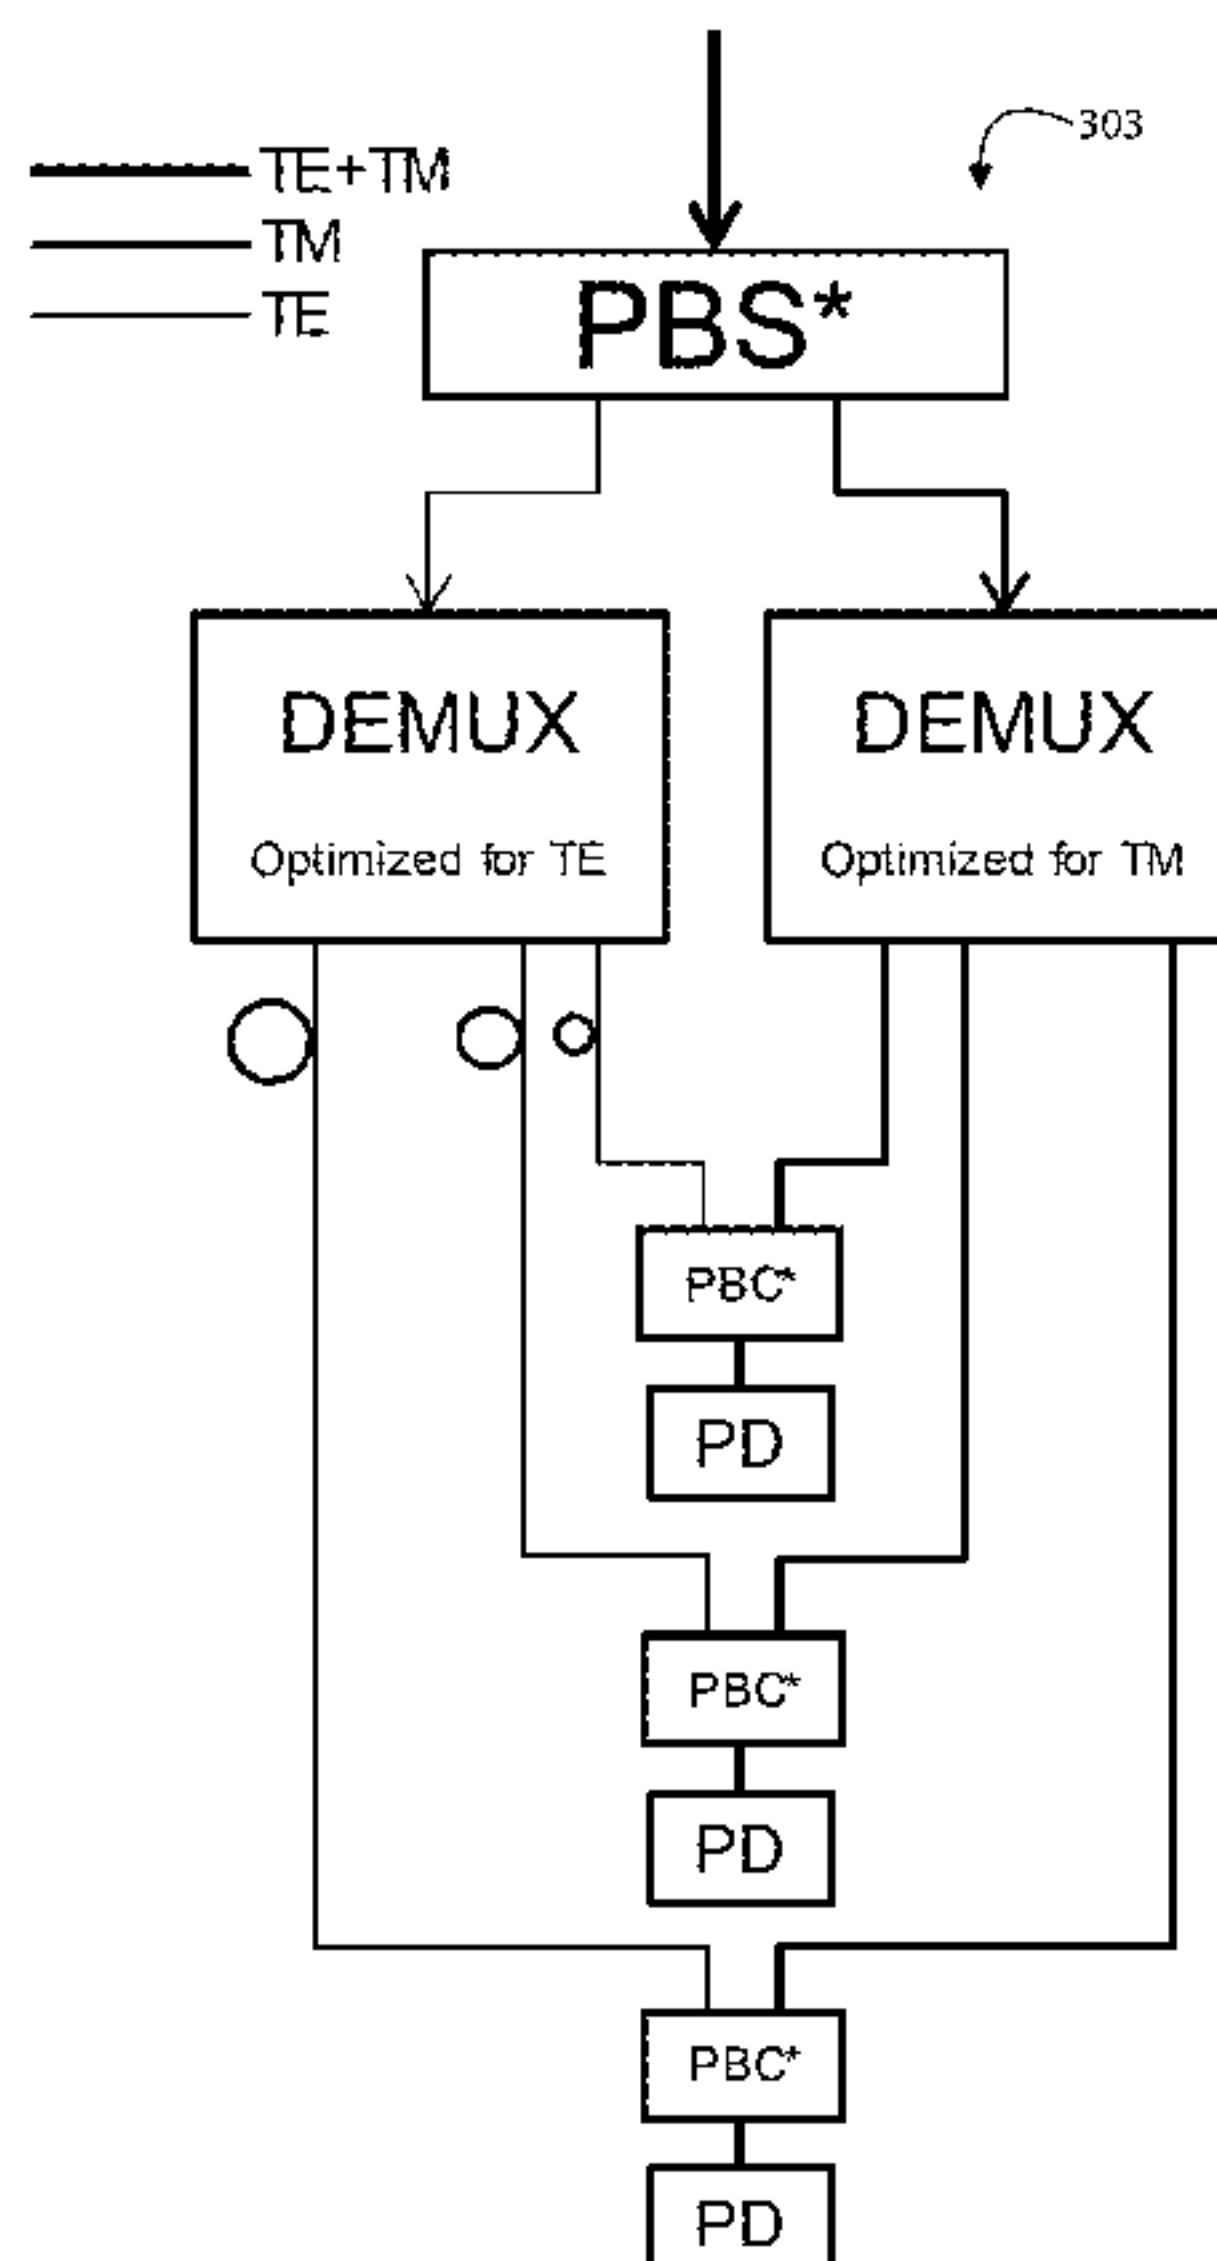 303
TE+TM
TM
TE
PBS*
DEMUX
Optimized for TE
DEMUX
Optimized for TM
PBC*
PD
PBC*
PD
PBC*
PD